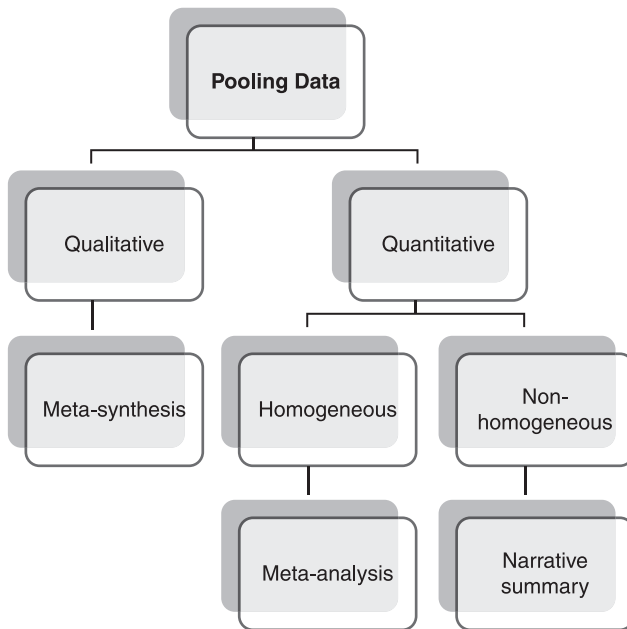 Pooling Data
Qualitative
Quantitative
Meta-synthesis
Homogeneous
Non-
homogeneous
Meta-analysis
Narrative
summary